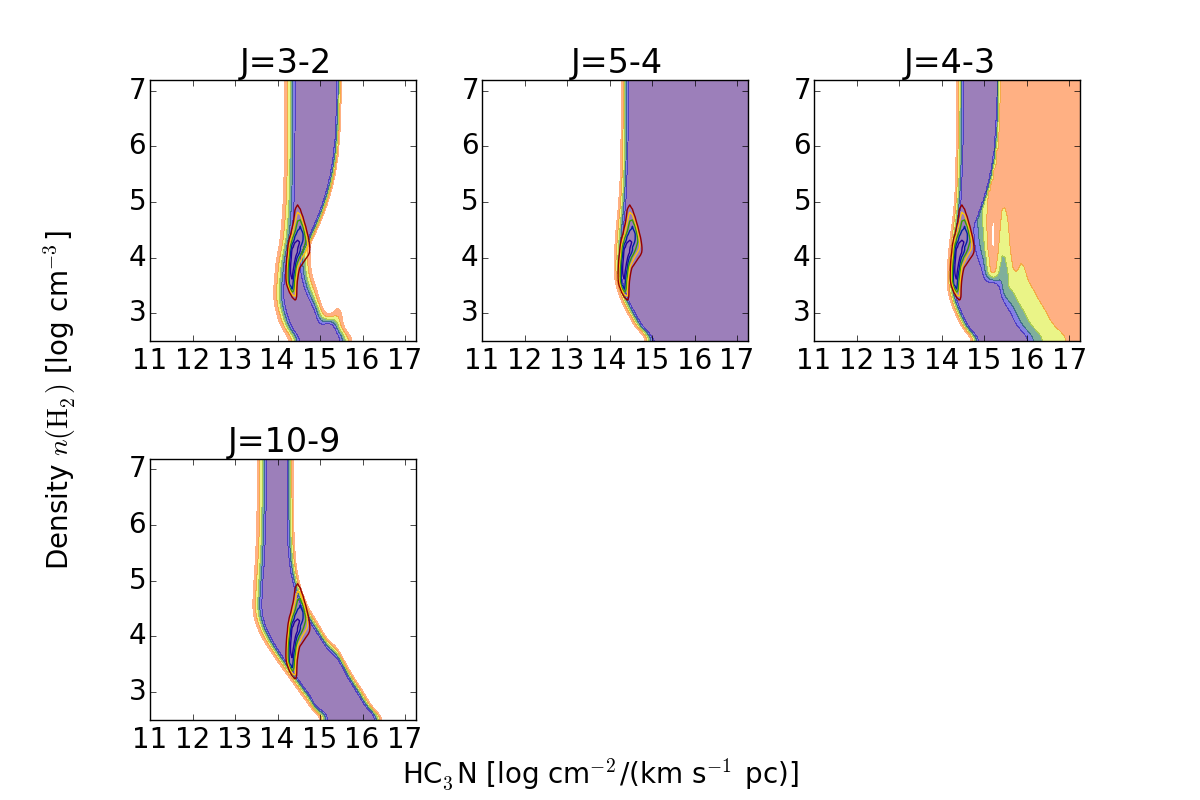 J=3-2 J=5-4 J=4-3
7 7 7
6 6 6
5 5 5
4 4 4
3 3 3
11 12 13 14 15 16 17 11 12 13 14 15 16 17 11 12 13 14 15 16 17
Density n(H₂) [log cm⁻³]
J=10-9
7
6
5
4
3
11 12 13 14 15 16 17
HC₃N [log cm⁻²/(km s⁻¹ pc)]